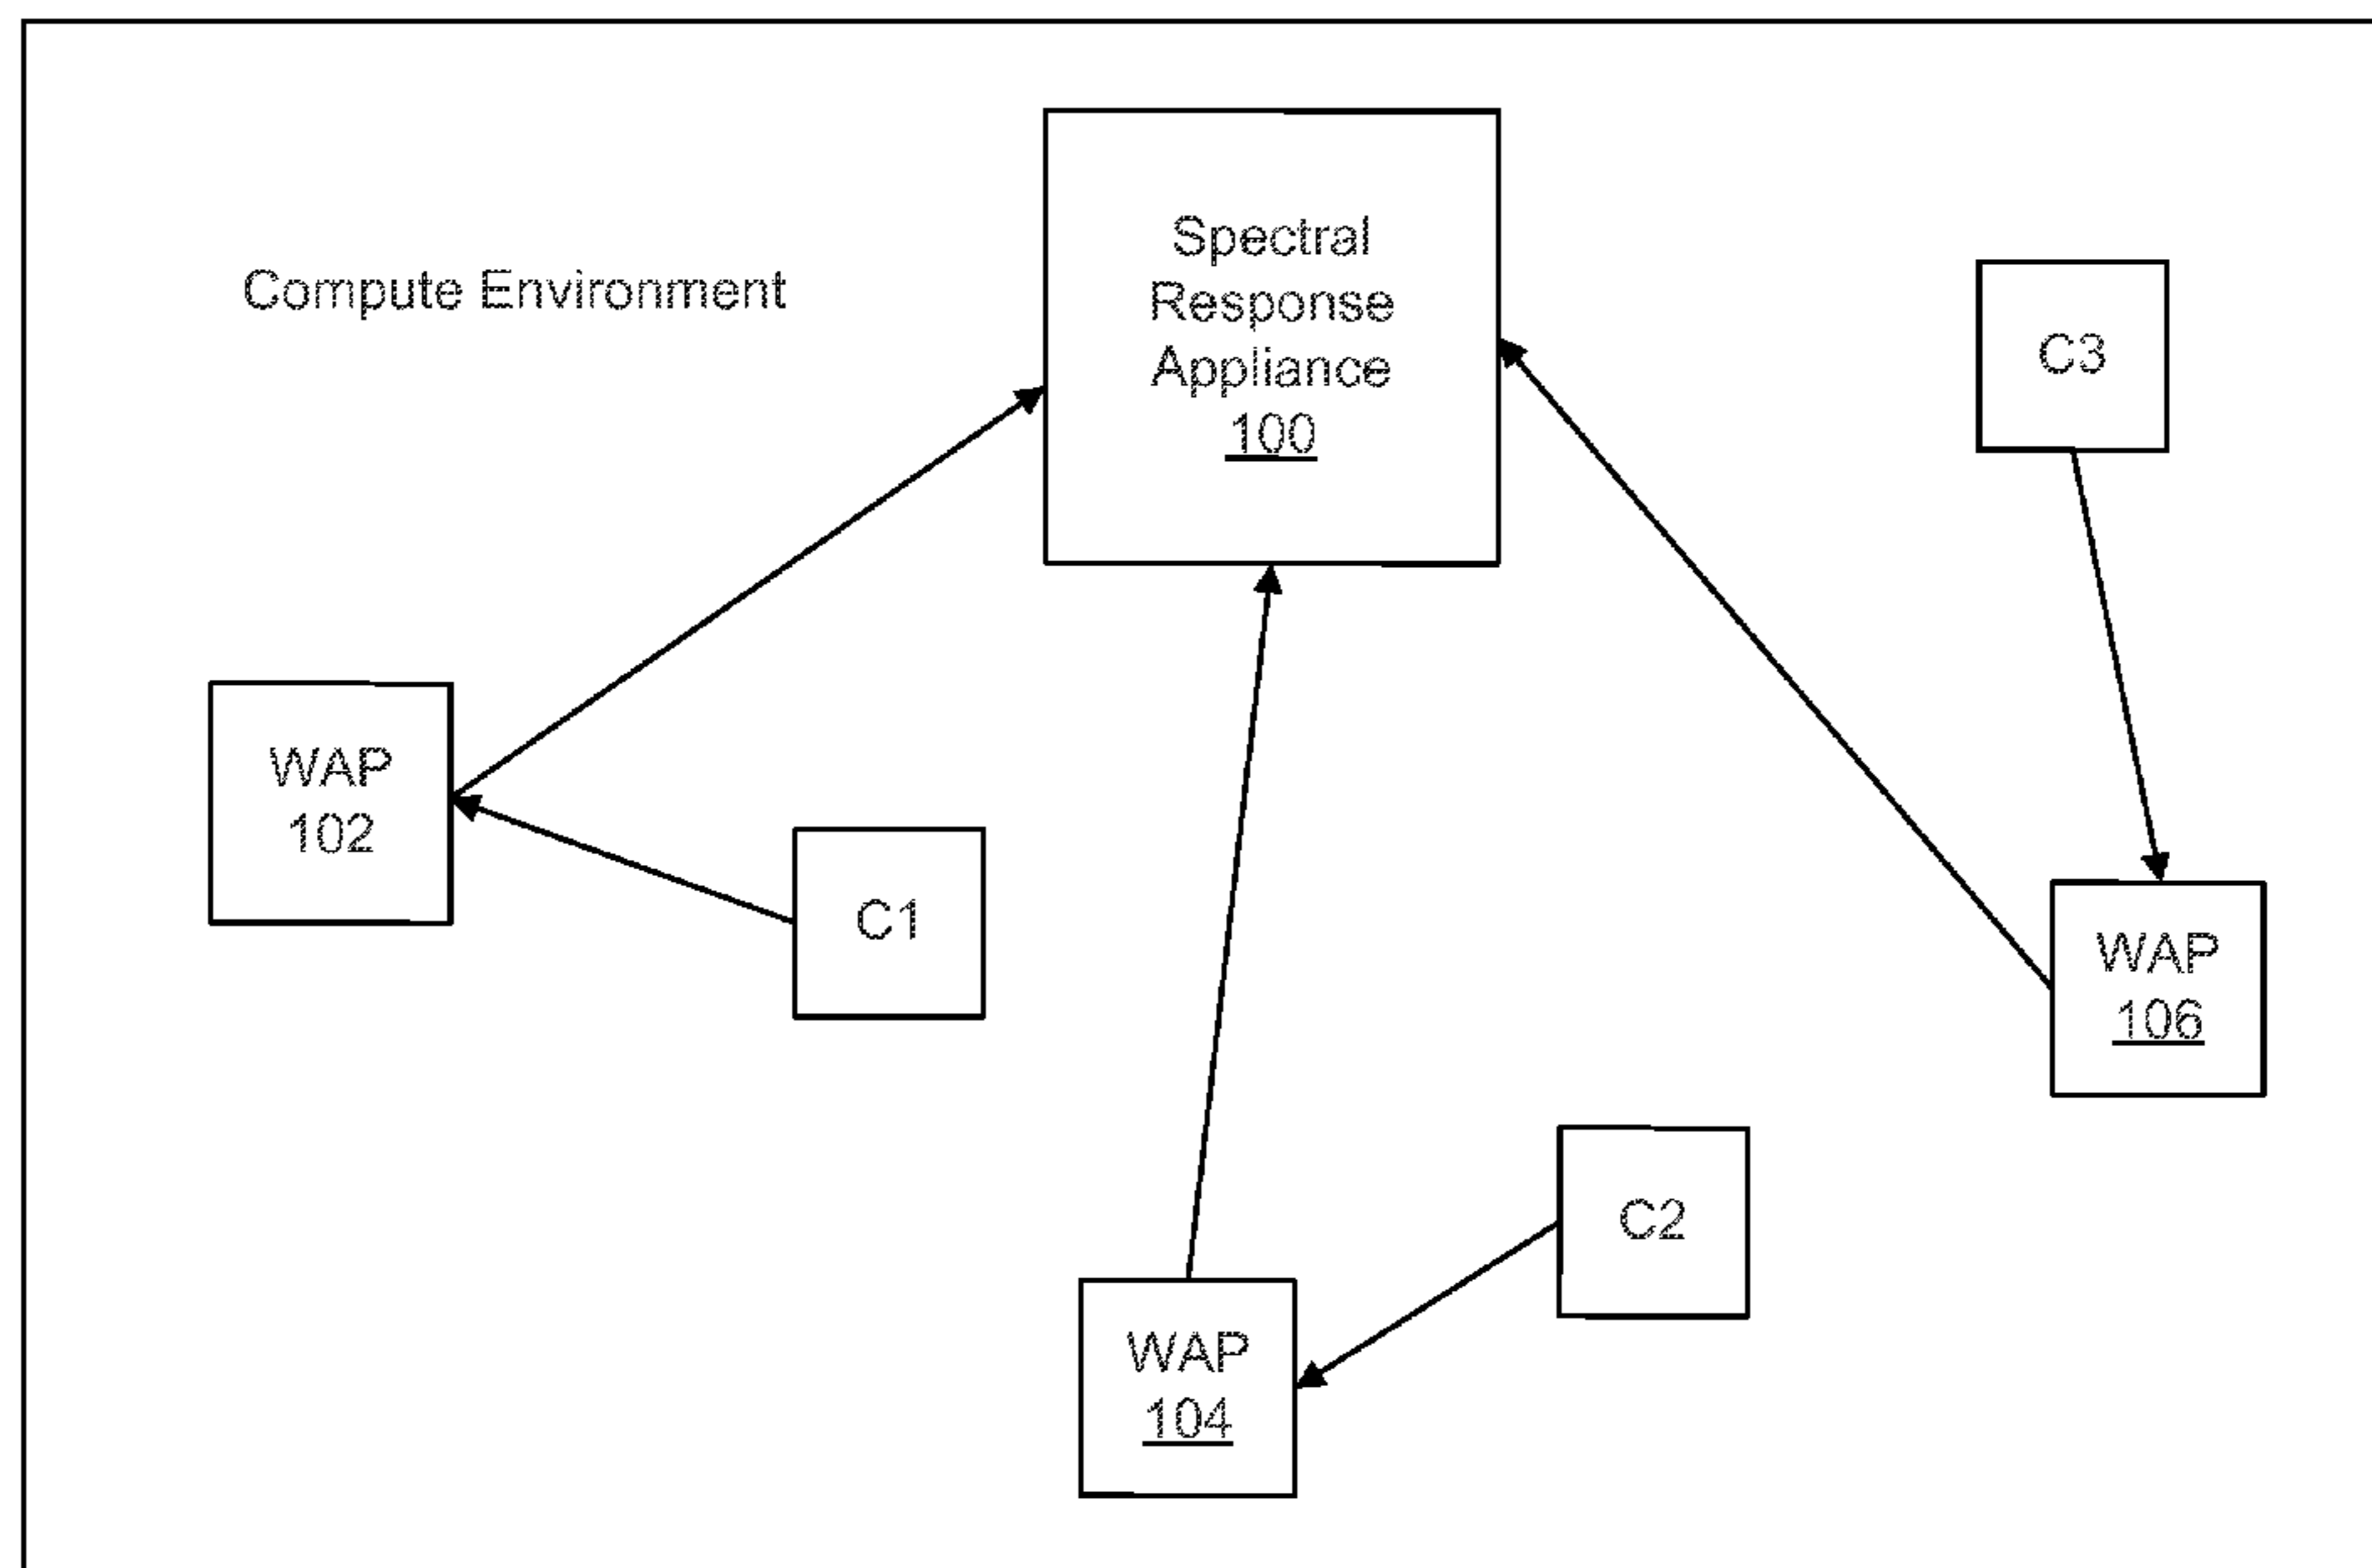 Compute Environment
Spectral
Response
Appliance
100
C3
WAP
102
C1
WAP
106
C2
WAP
104